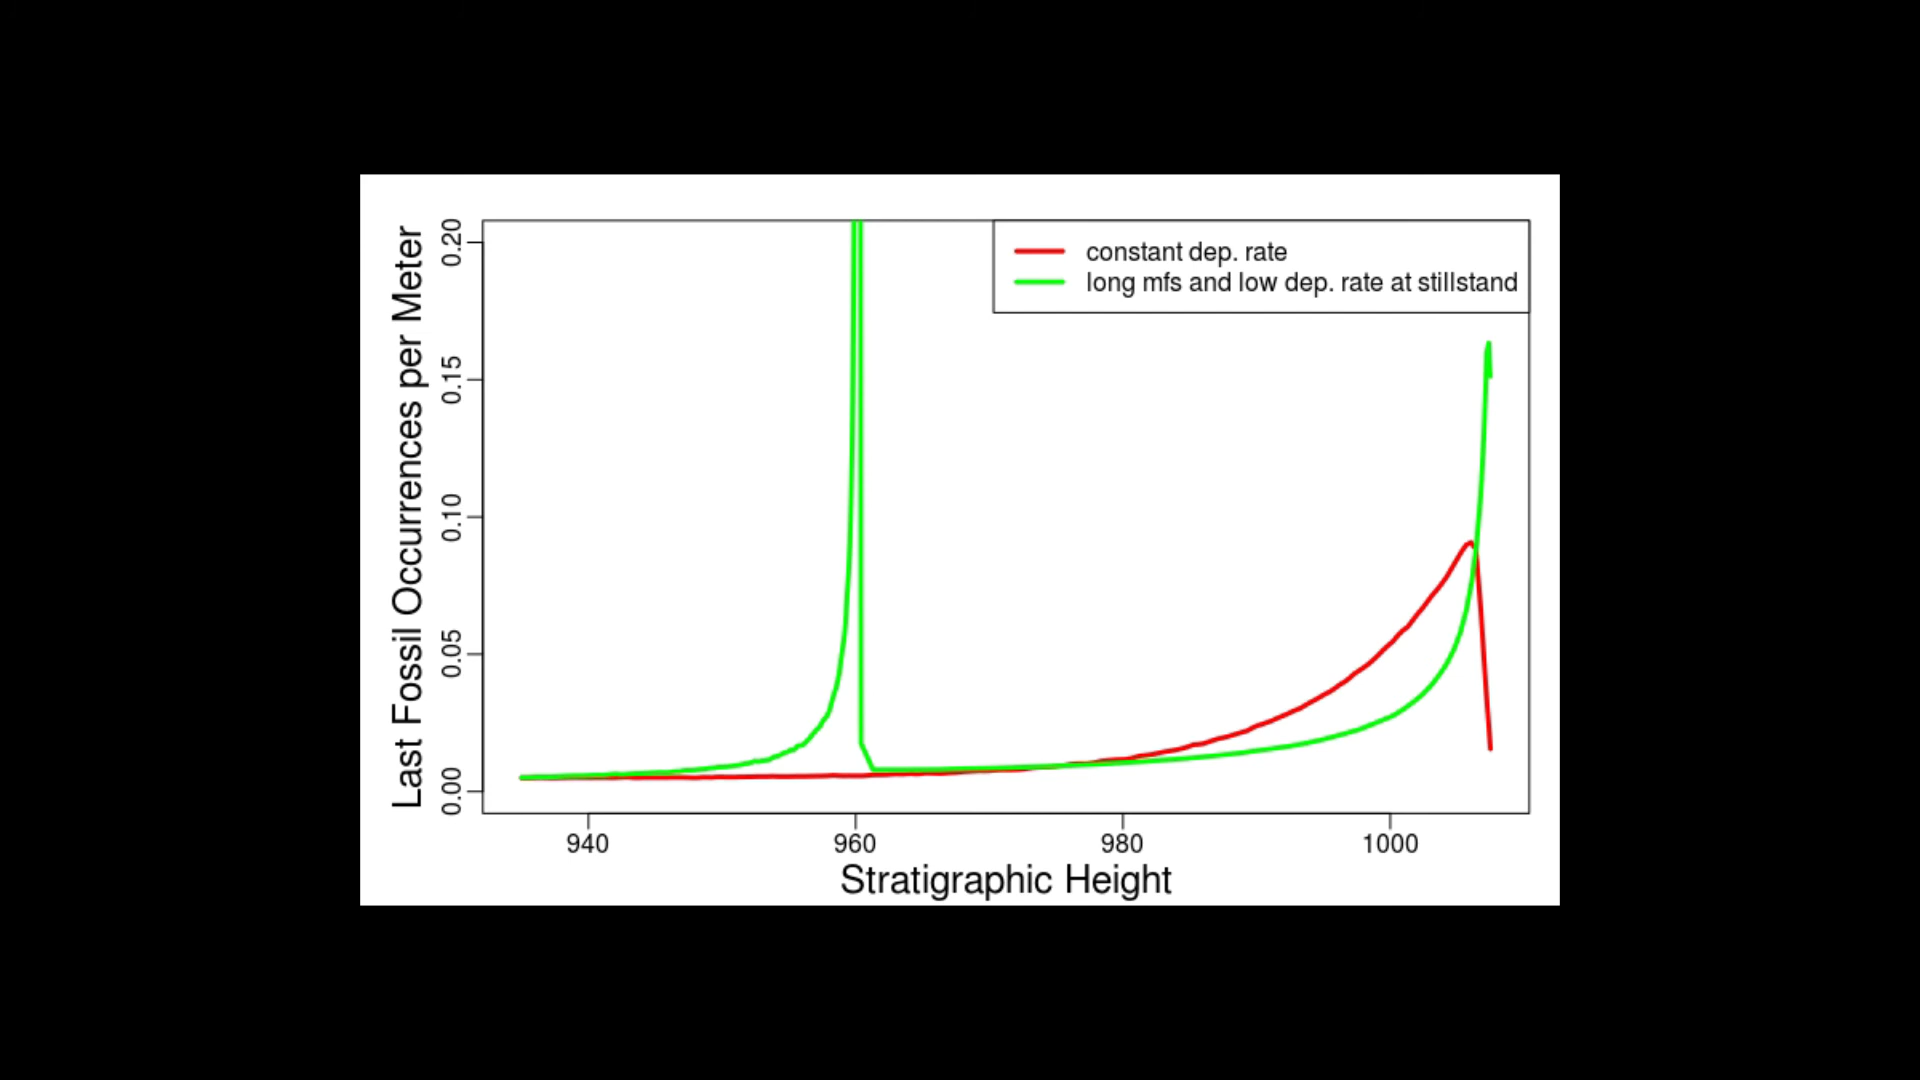 Last Fossil Occurrences per Meter
0.20
0.15
0.10
0.05
0.00
constant dep. rate
long mfs and low dep. rate at stillstand
940 960 980 1000
Stratigraphic Height